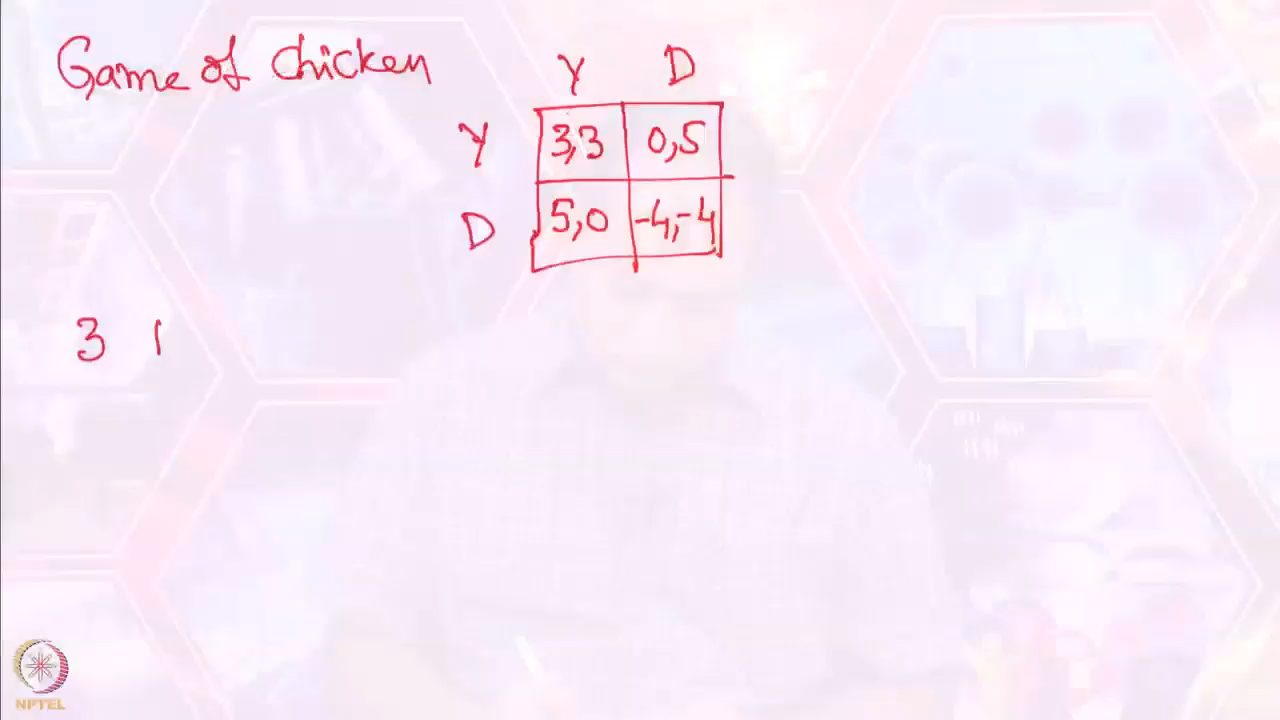 Game of Chicken
Y D
Y 3,3 0,5
D 5,0 -4,-4
3 1
NPTEL